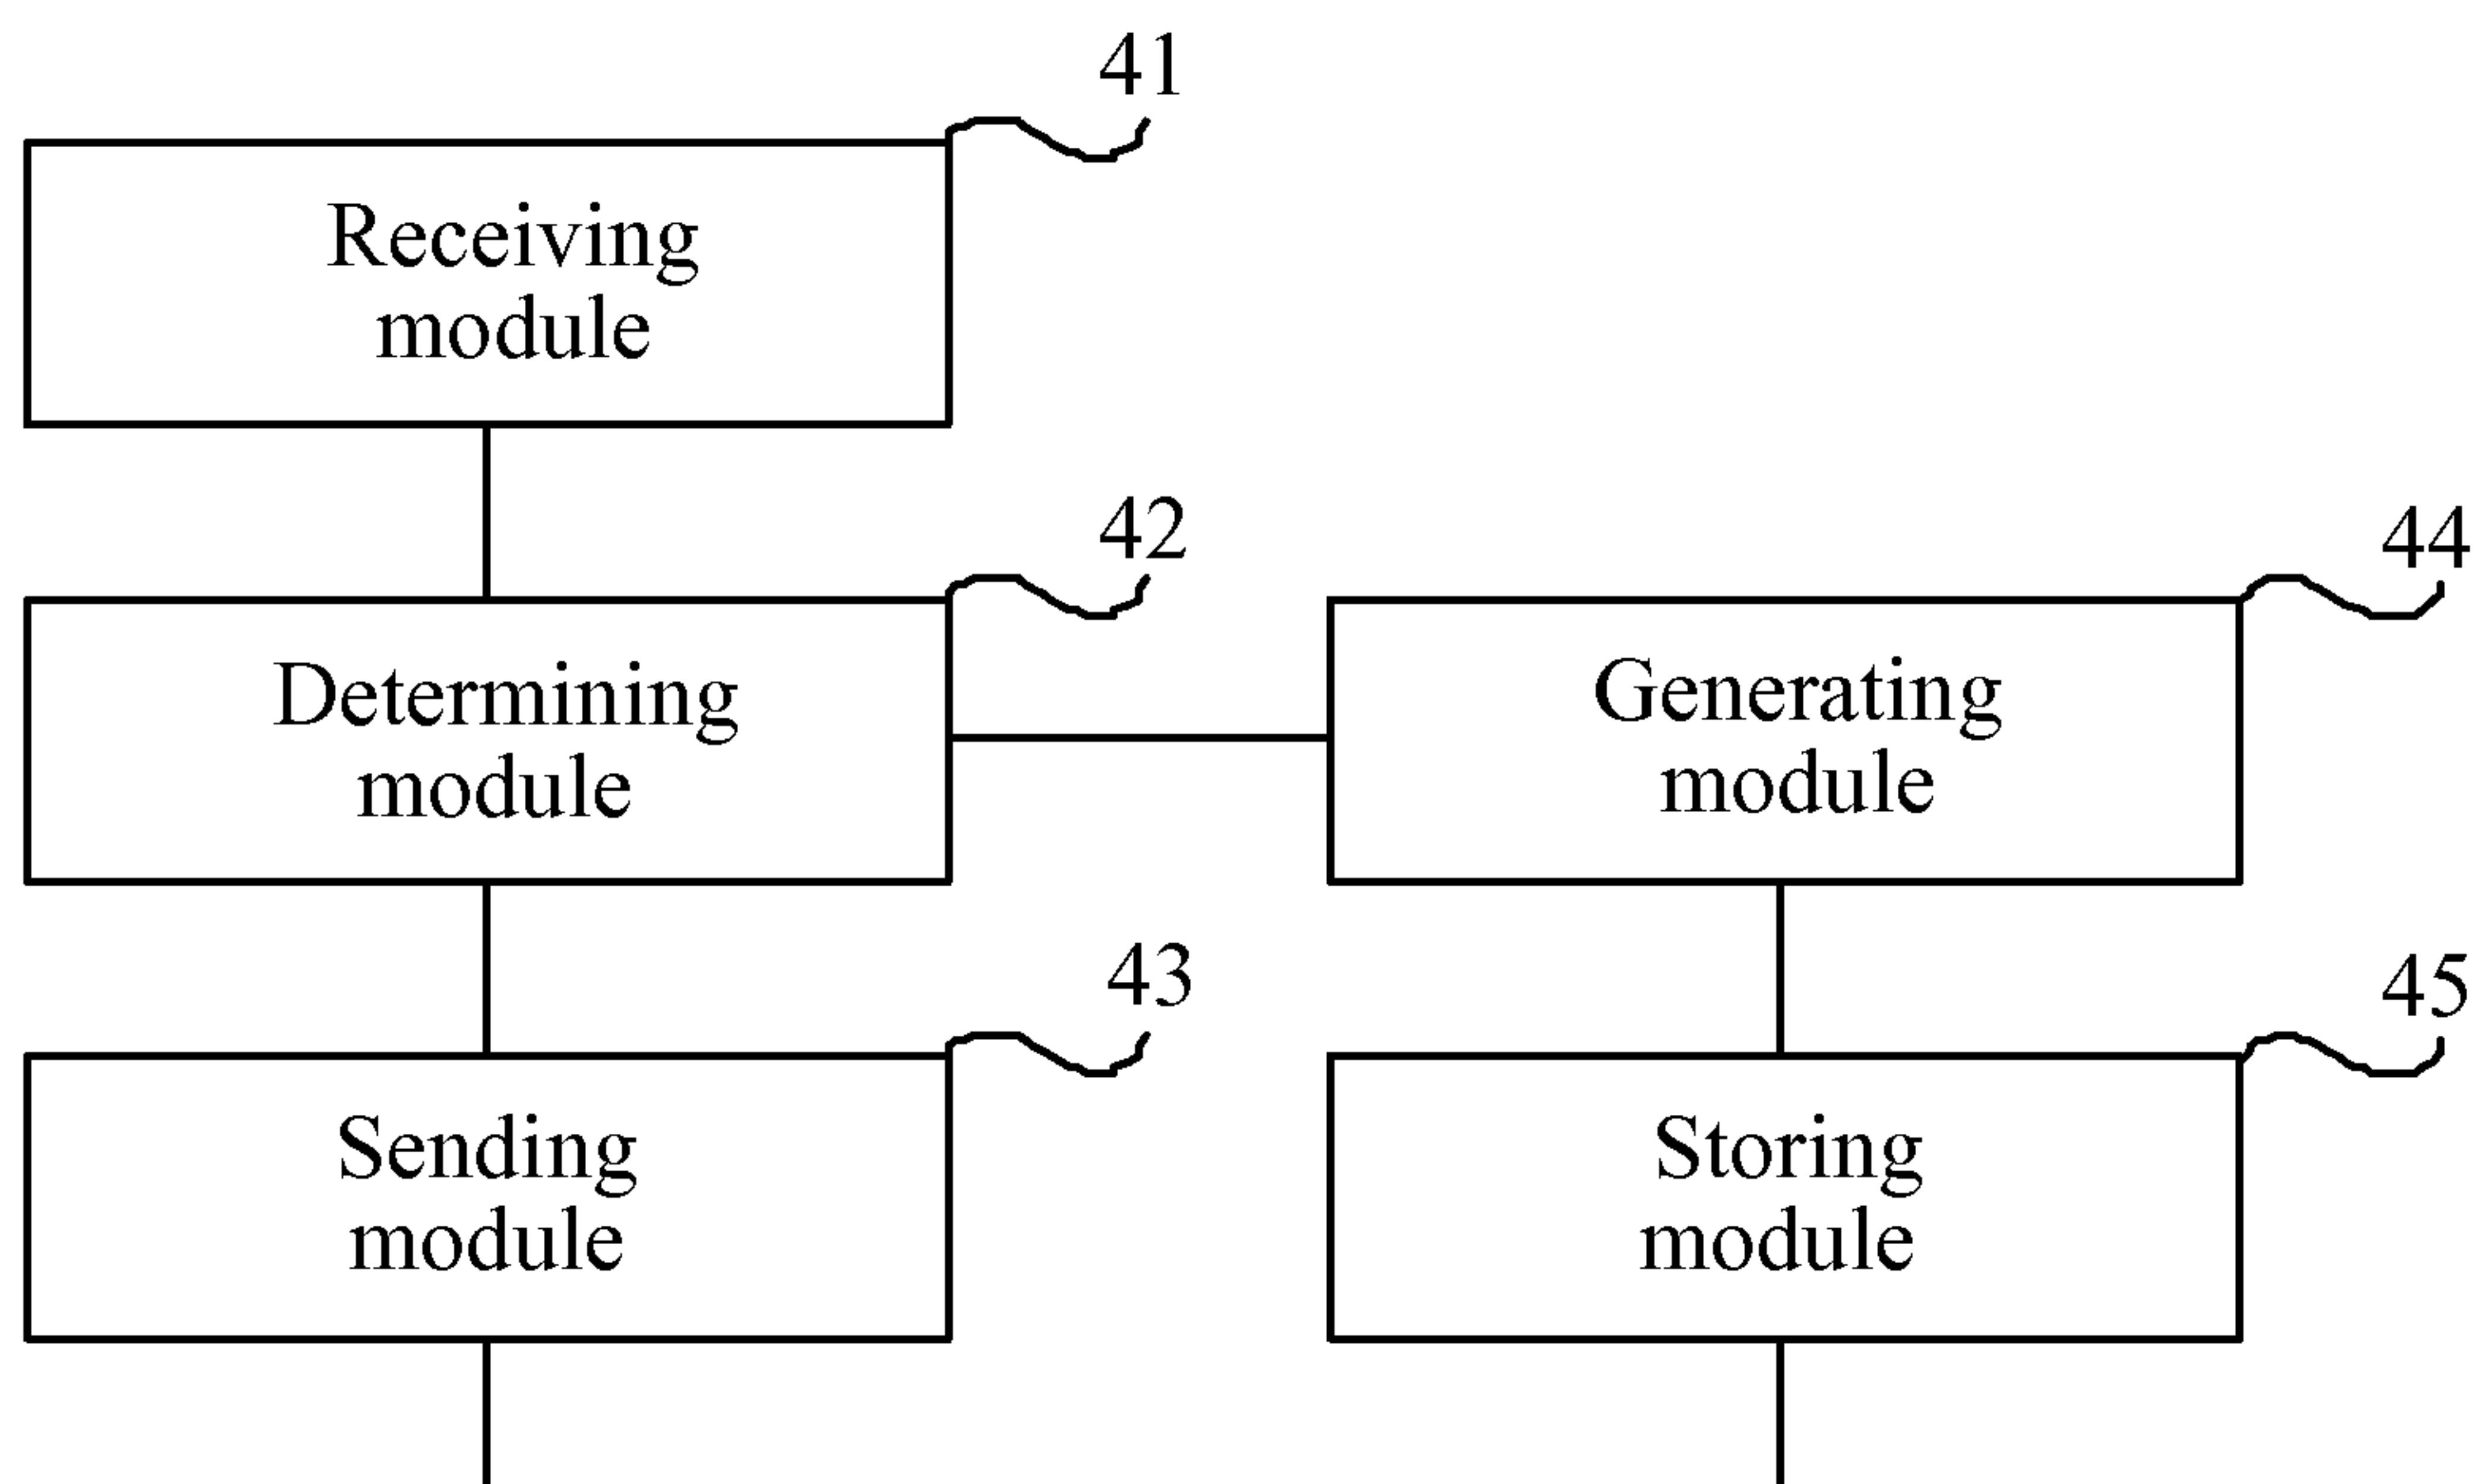 41
Receiving
module
42
Determining
module
44
Generating
module
43
Sending
module
45
Storing
module